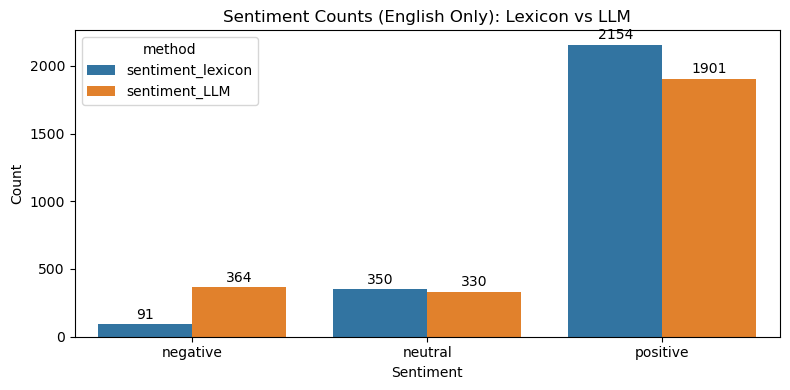 Sentiment Counts (English Only): Lexicon vs LLM
method
sentiment_lexicon
sentiment_LLM
Count
2000
1500
1000
500
0
91
364
350
330
2154
1901
negative
neutral
positive
Sentiment